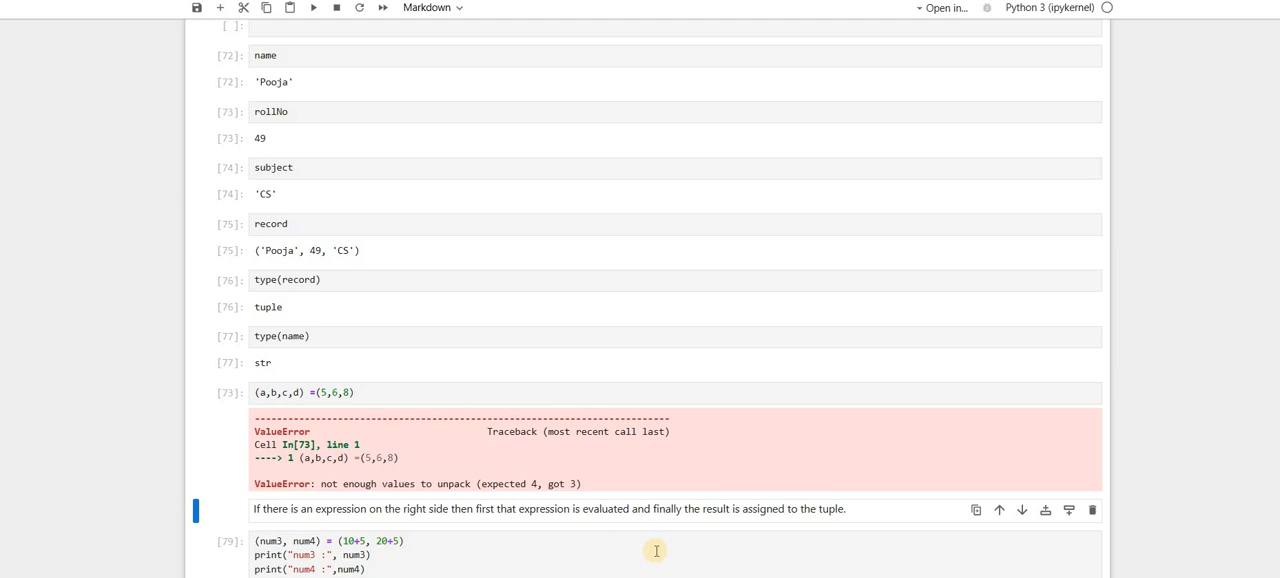 Markdown Open in... Python 3 (ipykernel)
[ ]:
[72]: name
[72]: 'Pooja'
[73]: rollNo
[73]: 49
[74]: subject
[74]: 'CS'
[75]: record
[75]: ('Pooja', 49, 'CS')
[76]: type(record)
[76]: tuple
[77]: type(name)
[77]: str
[73]: (a,b,c,d) =(5,6,8)
---------------------------------------------------------------------------
ValueError Traceback (most recent call last)
Cell In[73], line 1
----> 1 (a,b,c,d) =(5,6,8)
ValueError: not enough values to unpack (expected 4, got 3)
If there is an expression on the right side then first that expression is evaluated and finally the result is assigned to the tuple.
[79]: (num3, num4) = (10+5, 20+5)
print("num3 :", num3)
print("num4 :",num4)